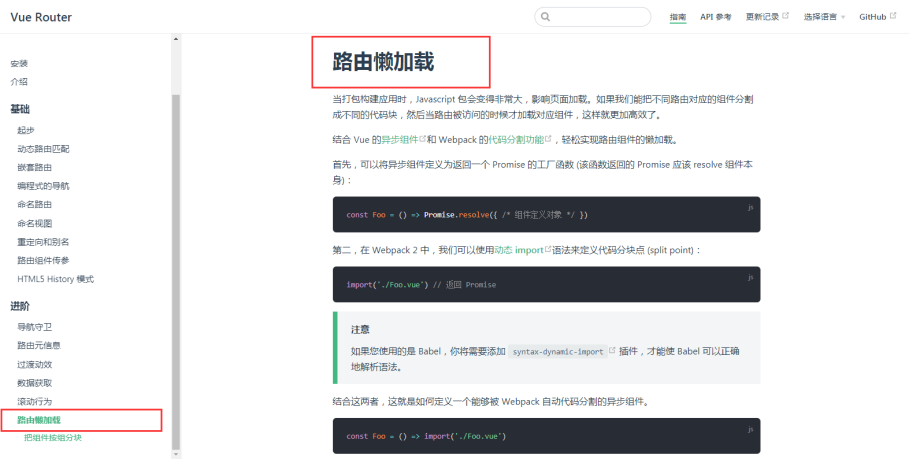 Vue Router
指南
API 参考
更新记录
选择语言
GitHub
安装
介绍
基础
起步
动态路由匹配
嵌套路由
编程式的导航
命名路由
命名视图
重定向和别名
路由组件传参
HTML5 History 模式
进阶
导航守卫
路由元信息
过渡动效
数据获取
滚动行为
路由懒加载
把组件按组分块
路由懒加载
当打包构建应用时，Javascript 包会变得非常大，影响页面加载。如果我们能把不同路由对应的组件分割
成不同的代码块，然后当路由被访问的时候才加载对应组件，这样就更加高效了。
结合 Vue 的异步组件和 Webpack 的代码分割功能，轻松实现路由组件的懒加载。
首先，可以将异步组件定义为返回一个 Promise 的工厂函数 (该函数返回的 Promise 应该 resolve 组件本
身)：
js
const Foo = () => Promise.resolve({ /* 组件定义对象 */ })
第二，在 Webpack 2 中，我们可以使用动态 import语法来定义代码分块点 (split point)：
js
import('./Foo.vue') // 返回 Promise
注意
如果您使用的是 Babel，你将需要添加 syntax-dynamic-import 插件，才能使 Babel 可以正确
地解析语法。
结合这两者，这就是如何定义一个能够被 Webpack 自动代码分割的异步组件。
js
const Foo = () => import('./Foo.vue')